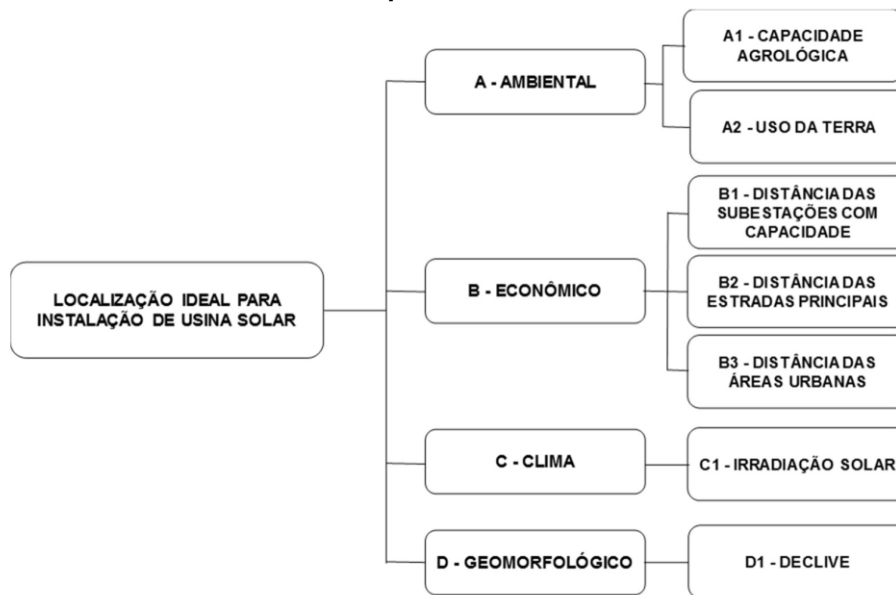 LOCALIZAÇÃO IDEAL PARA
INSTALAÇÃO DE USINA SOLAR
A - AMBIENTAL
A1 - CAPACIDADE
AGROLÓGICA
A2 - USO DA TERRA
B - ECONÔMICO
B1 - DISTÂNCIA DAS
SUBESTAÇÕES COM
CAPACIDADE
B2 - DISTÂNCIA DAS
ESTRADAS PRINCIPAIS
B3 - DISTÂNCIA DAS
ÁREAS URBANAS
C - CLIMA
C1 - IRRADIAÇÃO SOLAR
D - GEOMORFOLÓGICO
D1 - DECLIVE